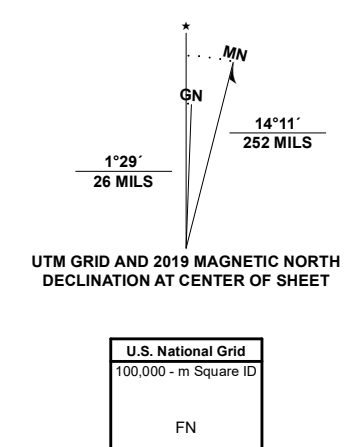 ★
MN
GN
14°11´
252 MILS
1°29´
26 MILS
UTM GRID AND 2019 MAGNETIC NORTH
DECLINATION AT CENTER OF SHEET
U.S. National Grid
100,000 - m Square ID
FN